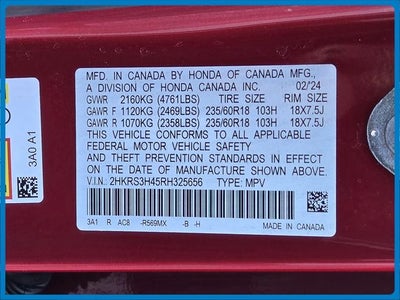 MFD. IN CANADA BY HONDA OF CANADA MFG.,
A DIVISION OF HONDA CANADA INC. 02/'24
GVWR 2160KG (4761LBS) TIRE SIZE RIM SIZE
GAWR F 1120KG (2469LBS) 235/60R18 103H 18X7.5J
GAWR R 1070KG (2358LBS) 235/60R18 103H 18X7.5J
THIS VEHICLE CONFORMS TO ALL APPLICABLE
FEDERAL MOTOR VEHICLE SAFETY
AND THEFT PREVENTION STANDARDS IN EFFECT
ON THE DATE OF MANUFACTURE SHOWN ABOVE.
V.I.N.: 2HKRS3H45RH325656 TYPE: MPV
3A1 R AC8 -R569MX -B -H MADE IN CANADA
3A0 A1